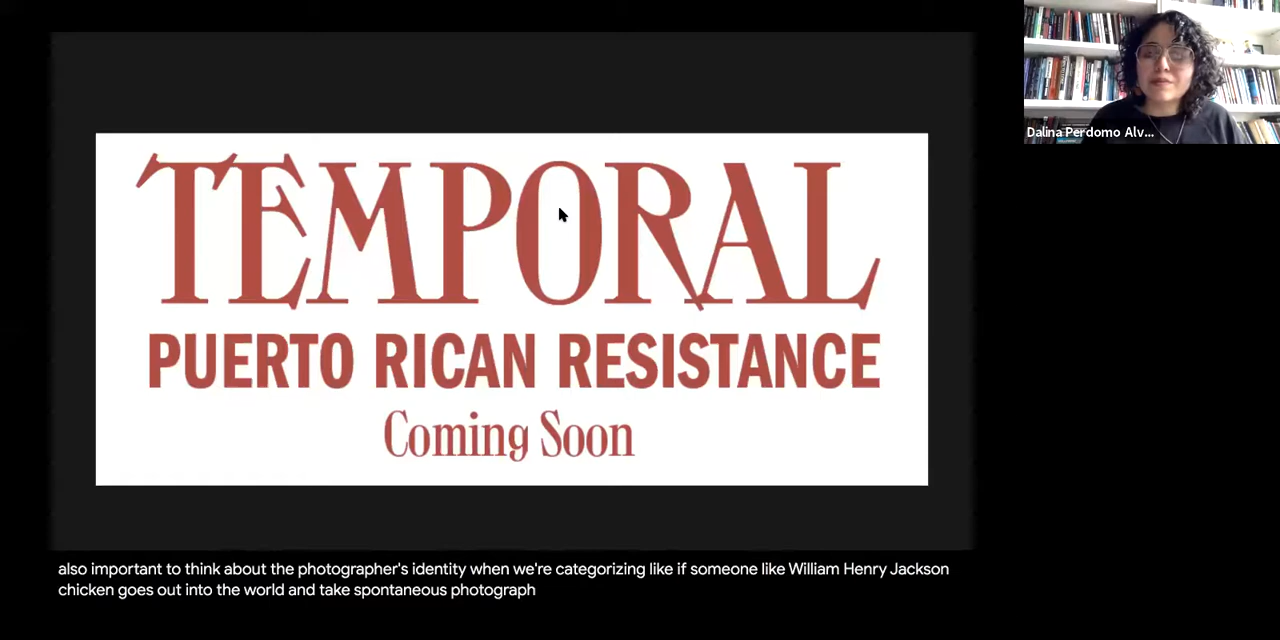 TEMPORAL
PUERTO RICAN RESISTANCE
Coming Soon
Dalina Perdomo Alv...
also important to think about the photographer's identity when we're categorizing like if someone like William Henry Jackson
chicken goes out into the world and take spontaneous photograph